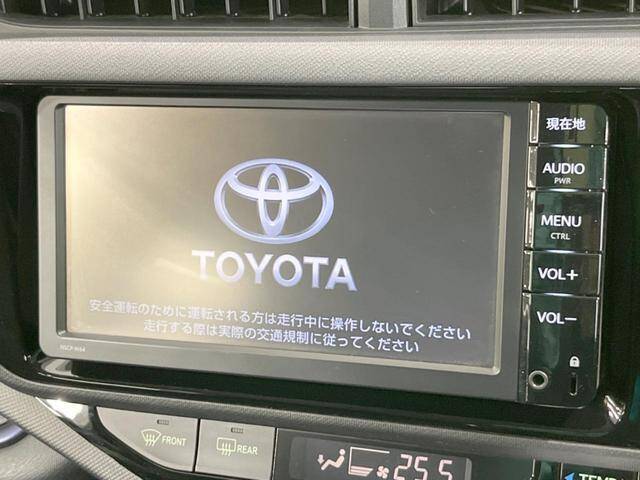 現在地
AUDIO
PWR
MENU
CTRL
VOL+
VOL−
TOYOTA
安全運転のために運転される方は走行中に操作しないでください
走行する際は実際の交通規制に従ってください
NSCP-W64
FRONT
REAR
25.5
TEMP